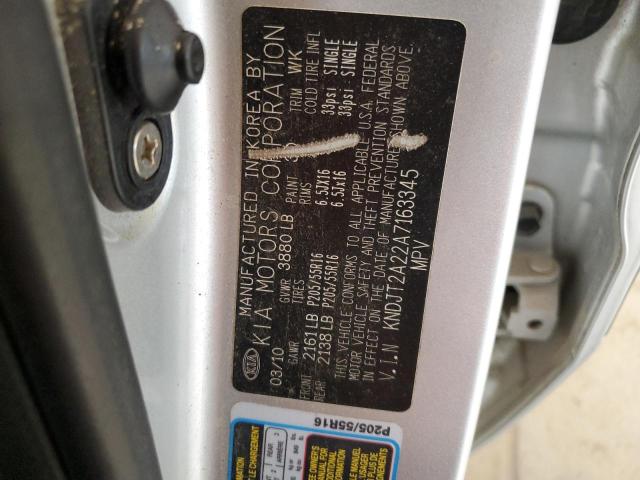 MANUFACTURED IN KOREA BY
KIA MOTORS CORPORATION
KIA
03/10 GVWR 3880 LB PAINT TRIM WK
GAWR TIRES RIMS COLD TIRE INFL
FRONT 2161 LB P205/55R16 6.5JX16 33psi SINGLE
REAR 2138 LB P205/55R16 6.5Jx16 33psi SINGLE
THIS VEHICLE CONFORMS TO ALL APPLICABLE U.S.A. FEDERAL
MOTOR VEHICLE SAFETY AND THEFT PREVENTION STANDARDS
IN EFFECT ON THE DATE OF MANUFACTURE SHOWN ABOVE.
V.I.N KNDJT2A22A7163345
MPV
P205/55R16